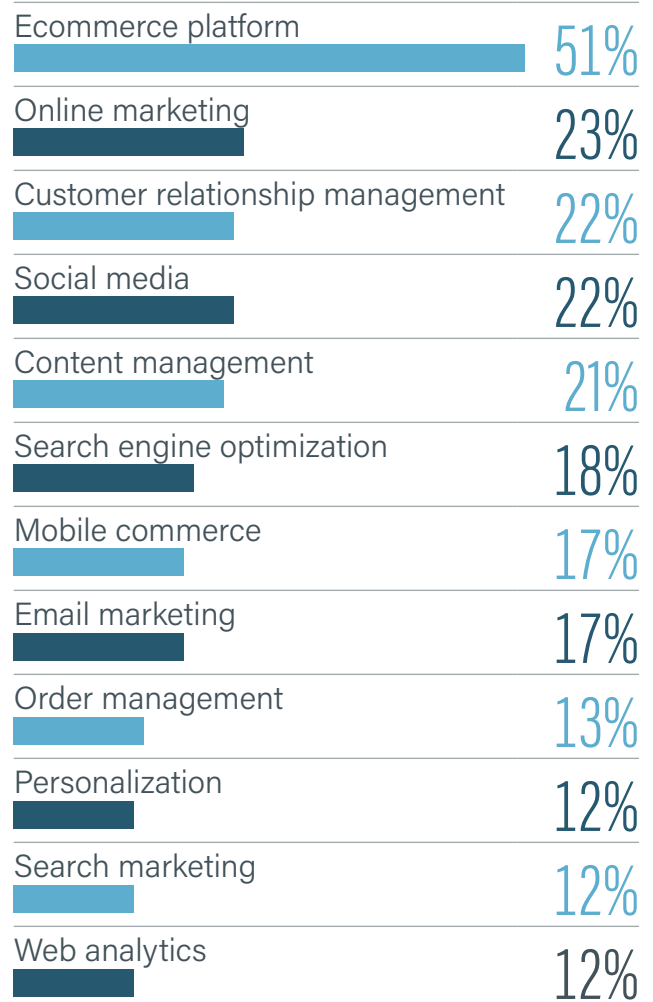 Ecommerce platform
51%
Online marketing
23%
Customer relationship management
22%
Social media
22%
Content management
21%
Search engine optimization
18%
Mobile commerce
17%
Email marketing
17%
Order management
13%
Personalization
12%
Search marketing
12%
Web analytics
12%